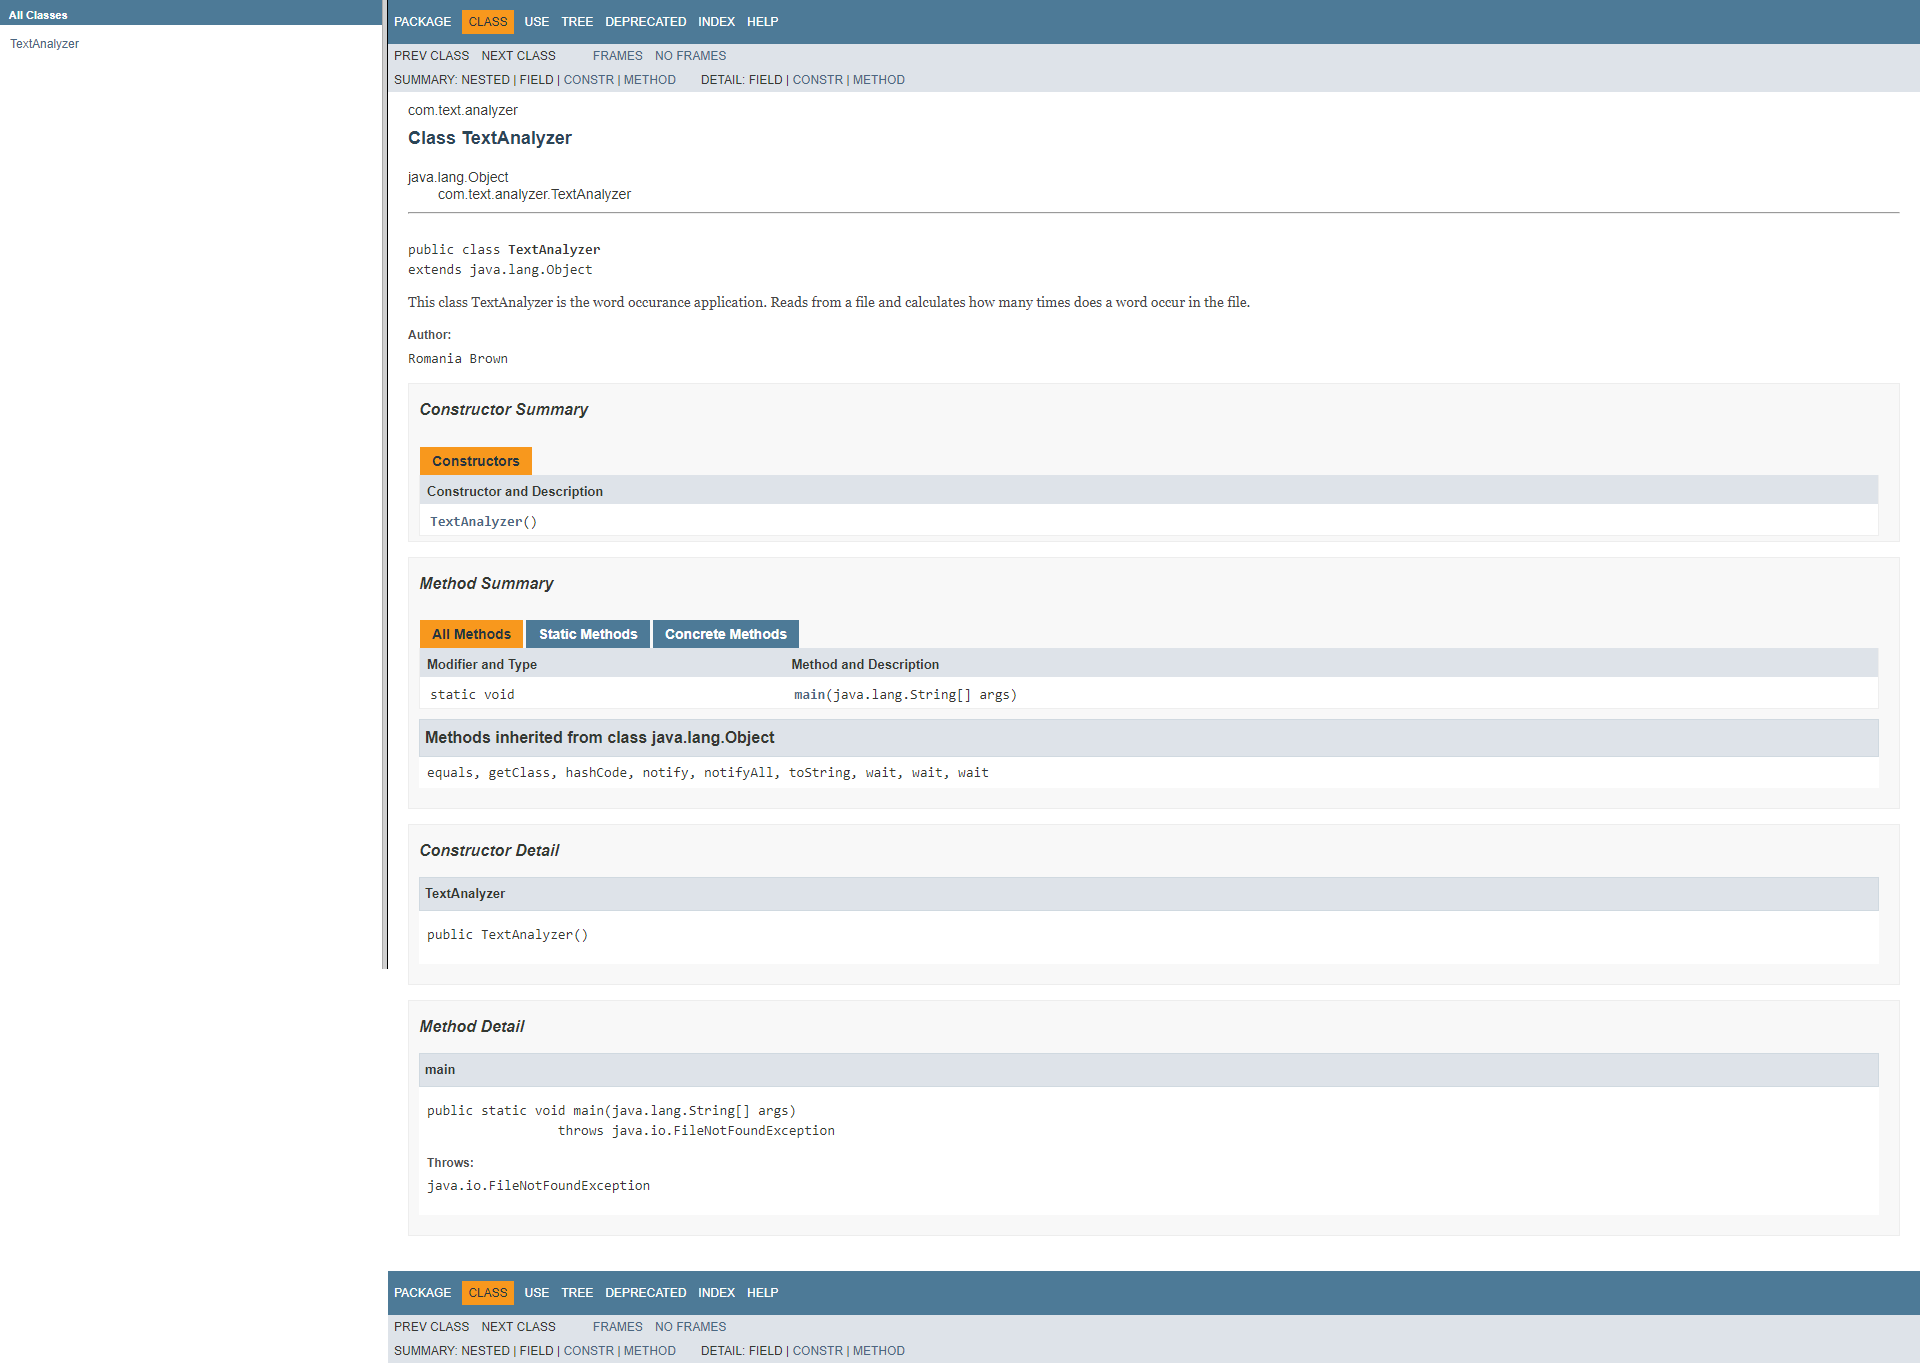 All Classes
TextAnalyzer
PACKAGE CLASS USE TREE DEPRECATED INDEX HELP
PREV CLASS NEXT CLASS FRAMES NO FRAMES
SUMMARY: NESTED | FIELD | CONSTR | METHOD DETAIL: FIELD | CONSTR | METHOD
com.text.analyzer
Class TextAnalyzer
java.lang.Object
com.text.analyzer.TextAnalyzer
public class TextAnalyzer
extends java.lang.Object
This class TextAnalyzer is the word occurance application. Reads from a file and calculates how many times does a word occur in the file.
Author:
Romania Brown
Constructor Summary
Constructors
Constructor and Description
TextAnalyzer()
Method Summary
All Methods Static Methods Concrete Methods
Modifier and Type Method and Description
static void main(java.lang.String[] args)
Methods inherited from class java.lang.Object
equals, getClass, hashCode, notify, notifyAll, toString, wait, wait, wait
Constructor Detail
TextAnalyzer
public TextAnalyzer()
Method Detail
main
public static void main(java.lang.String[] args)
throws java.io.FileNotFoundException
Throws:
java.io.FileNotFoundException
PACKAGE CLASS USE TREE DEPRECATED INDEX HELP
PREV CLASS NEXT CLASS FRAMES NO FRAMES
SUMMARY: NESTED | FIELD | CONSTR | METHOD DETAIL: FIELD | CONSTR | METHOD